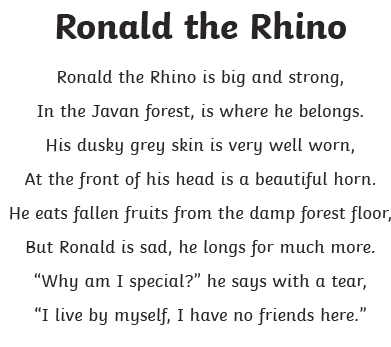 Ronald the Rhino
Ronald the Rhino is big and strong,
In the Javan forest, is where he belongs.
His dusky grey skin is very well worn,
At the front of his head is a beautiful horn.
He eats fallen fruits from the damp forest floor,
But Ronald is sad, he longs for much more.
“Why am I special?” he says with a tear,
“I live by myself, I have no friends here.”